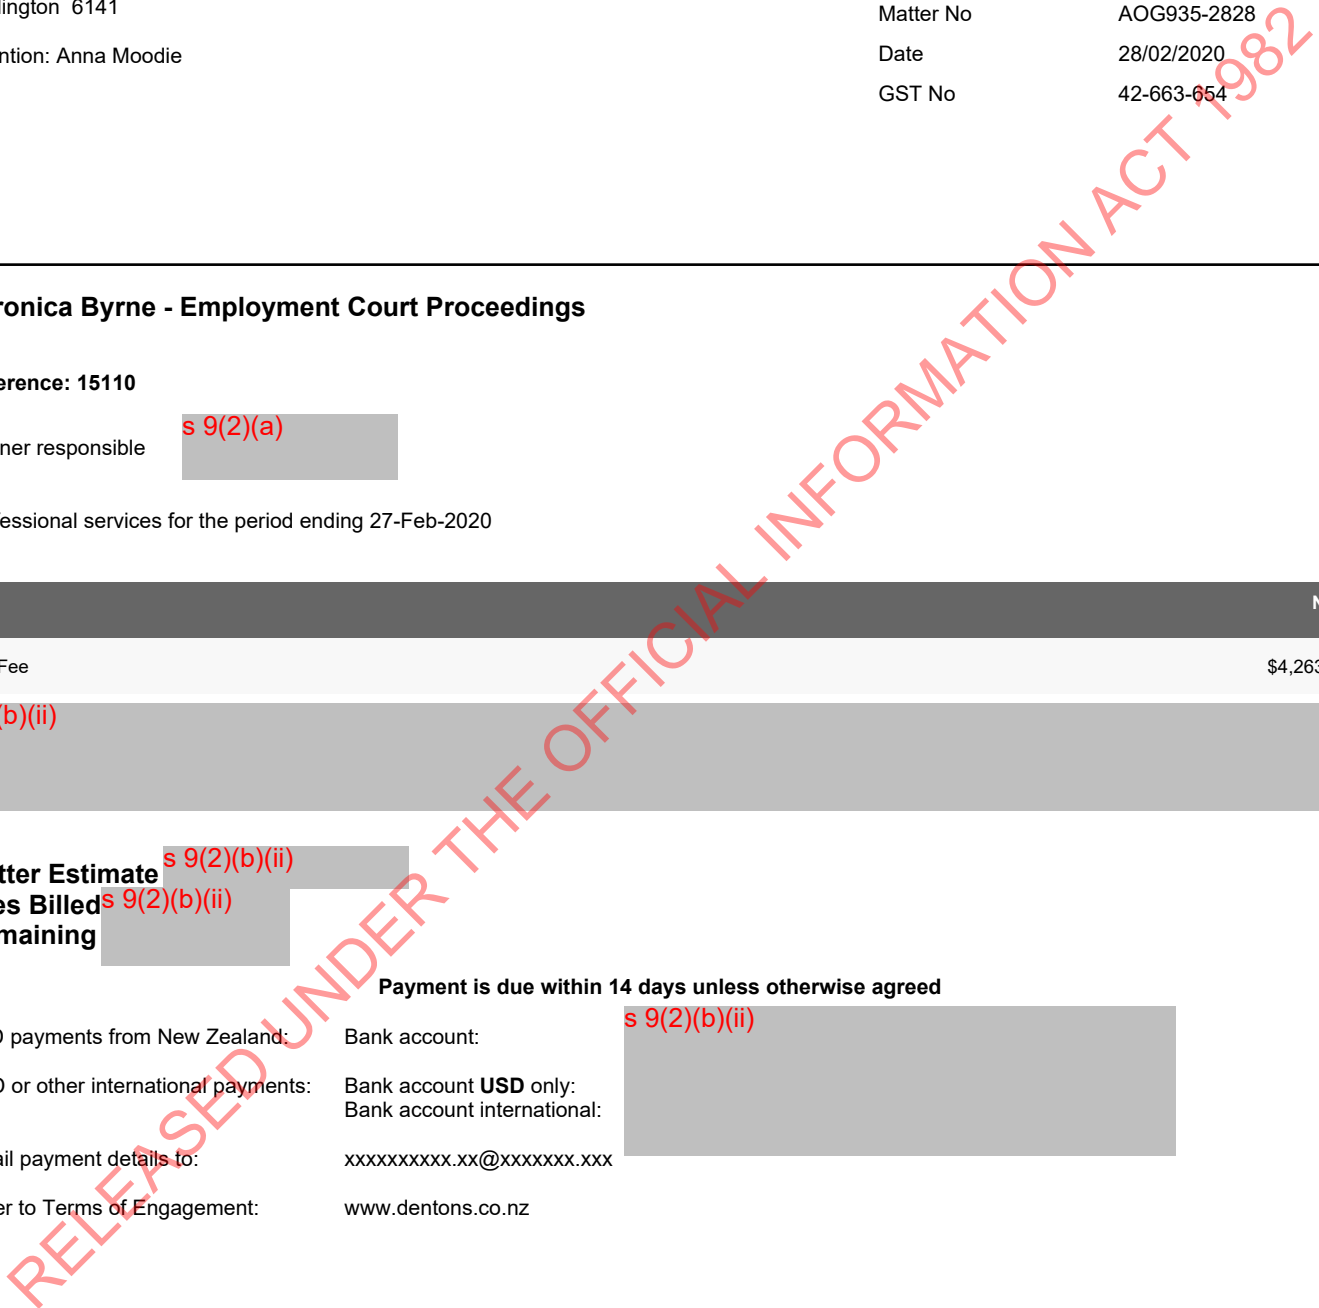 lington 6141
Matter No AOG935-2828
ntion: Anna Moodie
Date 28/02/2020
GST No 42-663-654
ronica Byrne - Employment Court Proceedings
erence: 15110
ner responsible s 9(2)(a)
essional services for the period ending 27-Feb-2020
N
Fee $4,263
(b)(ii)
tter Estimate s 9(2)(b)(ii)
es Billed s 9(2)(b)(ii)
maining
Payment is due within 14 days unless otherwise agreed
s 9(2)(b)(ii)
D payments from New Zealand: Bank account:
D or other international payments: Bank account USD only:
Bank account international:
ail payment details to: xxxxxxxxxx.xx@xxxxxxx.xxx
er to Terms of Engagement: www.dentons.co.nz
RELEASED UNDER THE OFFICIAL INFORMATION ACT 1982